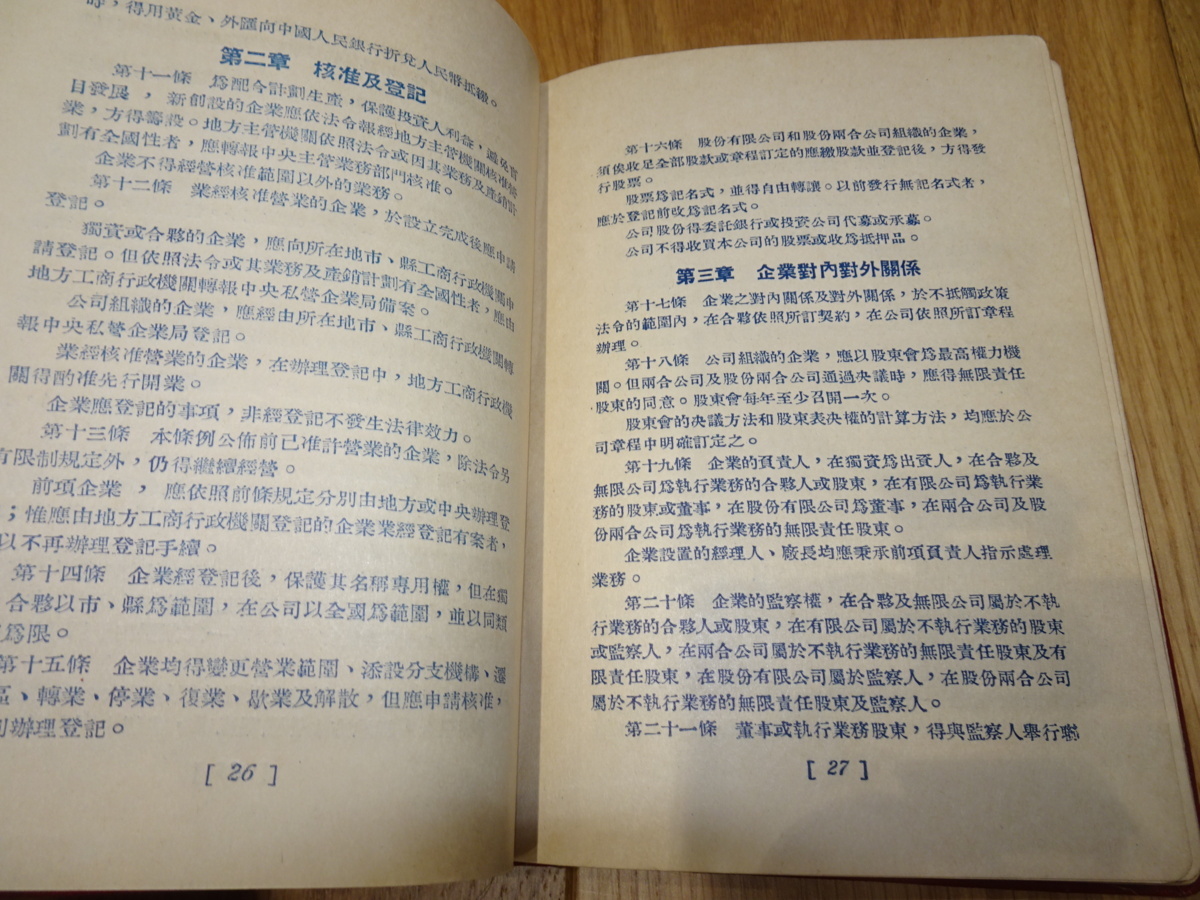 時，得用黃金、外匯向中國人民銀行折兌人民幣抵繳。
第二章 核准及登記
第十一條 爲配合計劃生產，保護投資人利益，
目發展，新創設的企業應依法令報經地方主管機關核准營
業，方得籌設。地方主管機關依照法令或因其業務及產銷計
劃有全國性者，應轉報中央主管業務部門核准。
企業不得經營核准範圍以外的業務。
第十二條 業經核准營業的企業，於設立完成後應申請
登記。
獨資或合夥的企業，應向所在地市、縣工商行政機關申
請登記。但依照法令或其業務及產銷計劃有全國性者，應由
地方工商行政機關轉報中央私營企業局備案。
公司組織的企業，應經由所在地市、縣工商行政機關轉
報中央私營企業局登記。
業經核准營業的企業，在辦理登記中，地方工商行政機
關得酌准先行開業。
企業應登記的事項，非經登記不發生法律效力。
第十三條 本條例公佈前已准許營業的企業，除法令另
有限制規定外，仍得繼續經營。
前項企業，應依照前條規定分別由地方或中央辦理登
；惟應由地方工商行政機關登記的企業業經登記有案者，
以不再辦理登記手續。
第十四條 企業經登記後，保護其名稱專用權，但在獨
合夥以市、縣爲範圍，在公司以全國爲範圍，並以同類
爲限。
第十五條 企業均得變更營業範圍、添設分支機構、遷
區、轉業、停業、復業、歇業及解散，但應申請核准，
辦理登記。
[ 26 ]
第十六條 股份有限公司和股份兩合公司組織的企業，
須俟收足全部股款或章程訂定的應繳股款並登記後，方得發
行股票。
股票爲記名式，並得自由轉讓。以前發行無記名式者，
應於登記前改爲記名式。
公司股份得委託銀行或投資公司代募或承募。
公司不得收買本公司的股票或收爲抵押品。
第三章 企業對內對外關係
第十七條 企業之對內關係及對外關係，於不抵觸政策
法令的範圍內，在合夥依照所訂契約，在公司依照所訂章程
辦理。
第十八條 公司組織的企業，應以股東會爲最高權力機
關。但兩合公司及股份兩合公司通過决議時，應得無限責任
股東的同意。股東會每年至少召開一次。
股東會的决議方法和股東表决權的計算方法，均應於公
司章程中明確訂定之。
第十九條 企業的負責人，在獨資爲出資人，在合夥及
無限公司爲執行業務的合夥人或股東，在有限公司爲執行業
務的股東或董事，在股份有限公司爲董事，在兩合公司及股
份兩合公司爲執行業務的無限責任股東。
企業設置的經理人、廠長均應秉承前項負責人指示處理
業務。
第二十條 企業的監察權，在合夥及無限公司屬於不執
行業務的合夥人或股東，在有限公司屬於不執行業務的股東
或監察人，在兩合公司屬於不執行業務的無限責任股東及有
限責任股東，在股份有限公司屬於監察人，在股份兩合公司
屬於不執行業務的無限責任股東及監察人。
第二十一條 董事或執行業務股東，得與監察人舉行聯
[ 27 ]